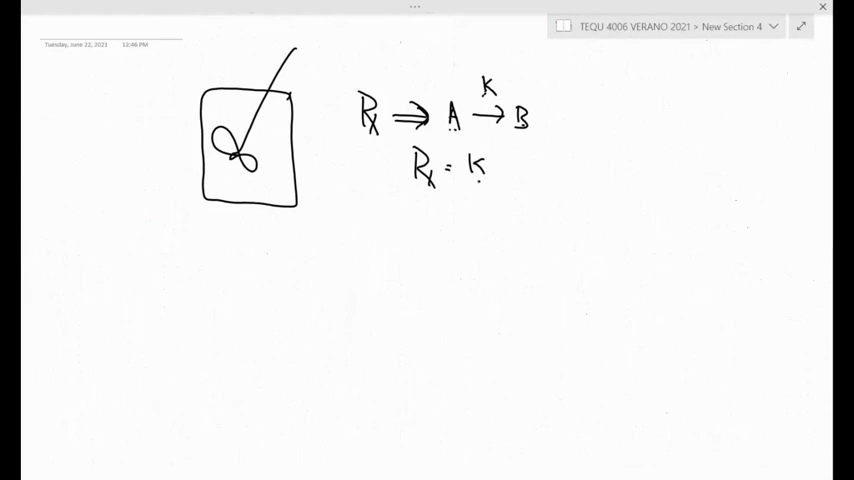 TEQU 4006 VERANO 2021 > New Section 4
Tuesday, June 22, 2021 12:46 PM
K
Rx ⇒ A → B
Rx = K